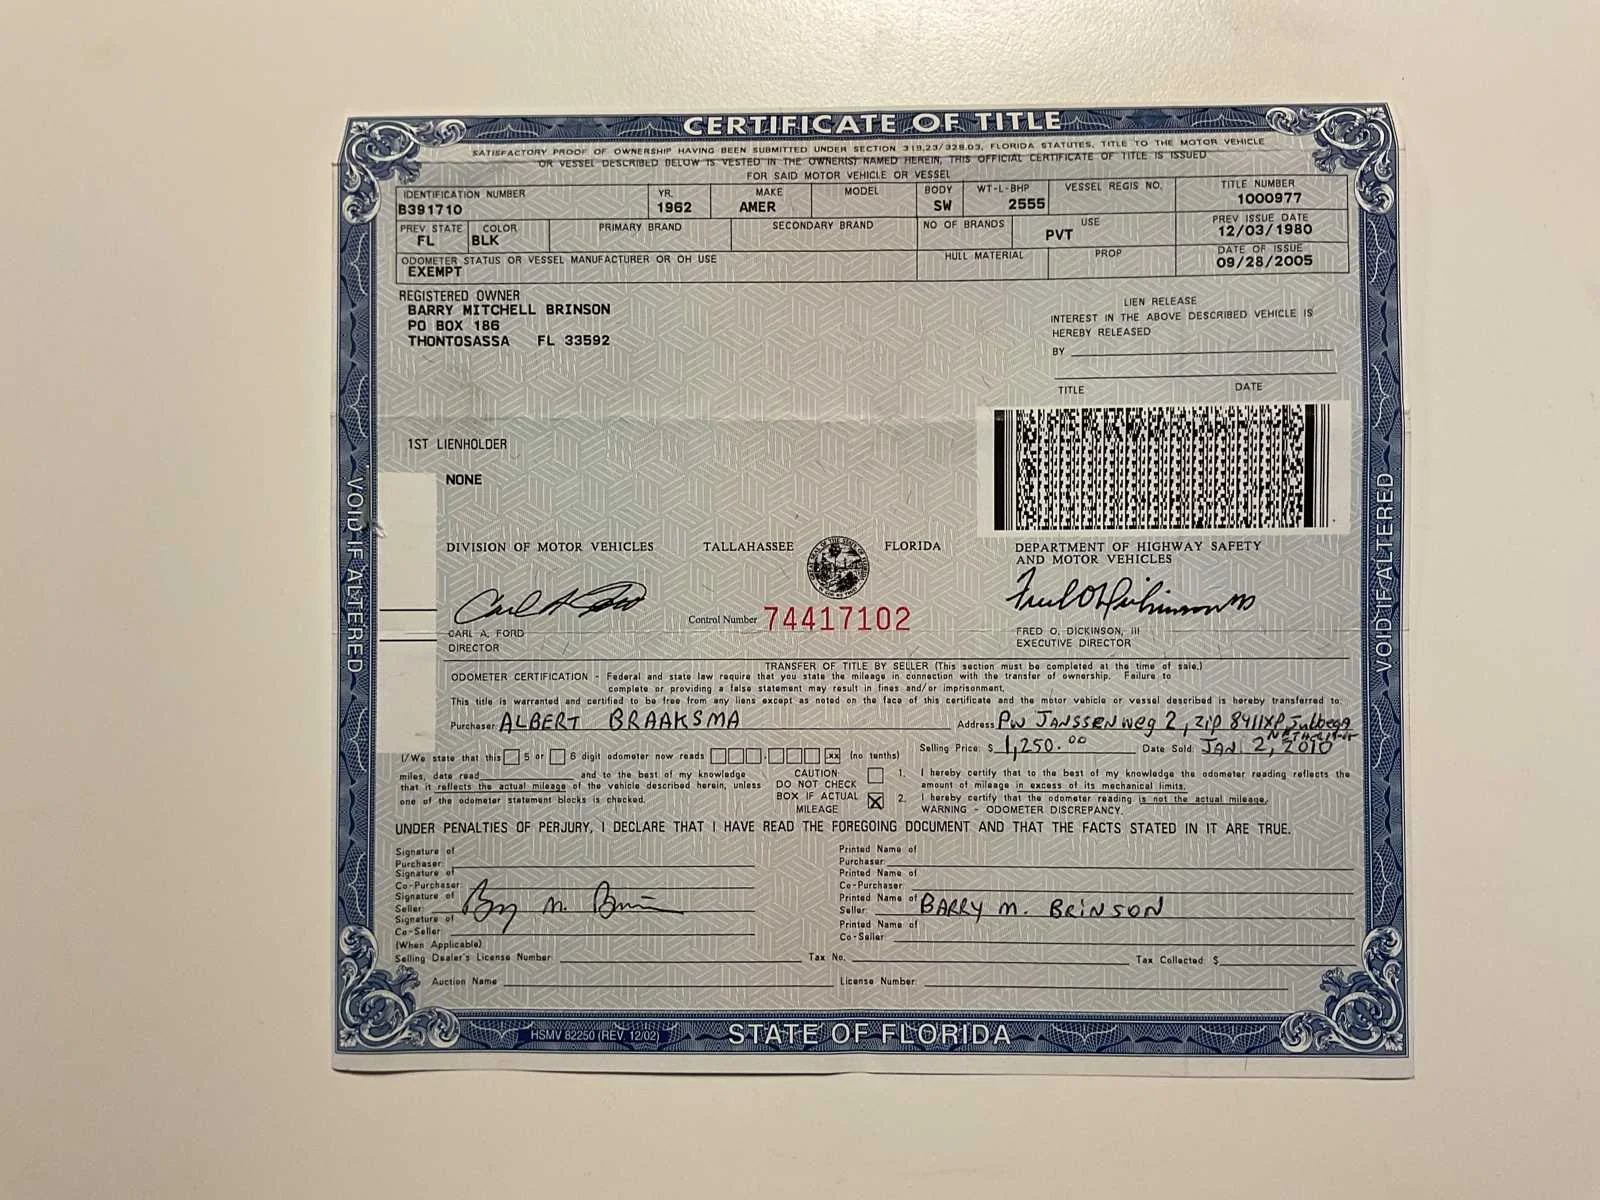 CERTIFICATE OF TITLE
SATISFACTORY PROOF OF OWNERSHIP HAVING BEEN SUBMITTED UNDER SECTION 319.23/328.03, FLORIDA STATUTES, TITLE TO THE MOTOR VEHICLE
OR VESSEL DESCRIBED BELOW IS VESTED IN THE OWNER(S) NAMED HEREIN, THIS OFFICIAL CERTIFICATE OF TITLE IS ISSUED
FOR SAID MOTOR VEHICLE OR VESSEL
IDENTIFICATION NUMBER YR. MAKE MODEL BODY WT-L-BHP VESSEL REGIS NO. TITLE NUMBER
B391710 1962 AMER SW 2555 1000977
PREV STATE COLOR PRIMARY BRAND SECONDARY BRAND NO OF BRANDS USE PREV ISSUE DATE
FL BLK PVT 12/03/1980
ODOMETER STATUS OR VESSEL MANUFACTURER OR OH USE HULL MATERIAL PROP DATE OF ISSUE
EXEMPT 09/28/2005
REGISTERED OWNER
BARRY MITCHELL BRINSON
PO BOX 186
THONTOSASSA FL 33592
LIEN RELEASE
INTEREST IN THE ABOVE DESCRIBED VEHICLE IS
HEREBY RELEASED
BY
TITLE DATE
1ST LIENHOLDER
NONE
VOID IF ALTERED
VOID IF ALTERED
DIVISION OF MOTOR VEHICLES TALLAHASSEE FLORIDA DEPARTMENT OF HIGHWAY SAFETY
AND MOTOR VEHICLES
Control Number 74417102
CARL A. FORD
DIRECTOR
FRED O. DICKINSON, III
EXECUTIVE DIRECTOR
TRANSFER OF TITLE BY SELLER (This section must be completed at the time of sale.)
ODOMETER CERTIFICATION - Federal and state law require that you state the mileage in connection with the transfer of ownership. Failure to
complete or providing a false statement may result in fines and/or imprisonment.
This title is warranted and certified to be free from any liens except as noted on the face of this certificate and the motor vehicle or vessel described is hereby transferred to:
Purchaser: ALBERT BRAAKSMA Address PW JANSSENweg 2, zip 8411XP Jubbega
NETHERLANDS
Selling Price: $ 1,250.00 Date Sold: JAN 2, 2010
I/We state that this 5 or 6 digit odometer now reads xx (no tenths)
miles, date read and to the best of my knowledge
that it reflects the actual mileage of the vehicle described herein, unless
one of the odometer statement blocks is checked.
CAUTION:
DO NOT CHECK
BOX IF ACTUAL
MILEAGE
1. I hereby certify that to the best of my knowledge the odometer reading reflects the
amount of mileage in excess of its mechanical limits.
X 2. I hereby certify that the odometer reading is not the actual mileage.
WARNING - ODOMETER DISCREPANCY.
UNDER PENALTIES OF PERJURY, I DECLARE THAT I HAVE READ THE FOREGOING DOCUMENT AND THAT THE FACTS STATED IN IT ARE TRUE.
Signature of
Purchaser:
Signature of
Co-Purchaser:
Signature of
Seller:
Signature of
Co-Seller:
(When Applicable)
Printed Name of
Purchaser:
Printed Name of
Co-Purchaser:
Printed Name of
Seller: BARRY M. BRINSON
Printed Name of
Co-Seller
Selling Dealer's License Number Tax No. Tax Collected $
Auction Name License Number:
HSMV 82250 (REV. 12/02) STATE OF FLORIDA